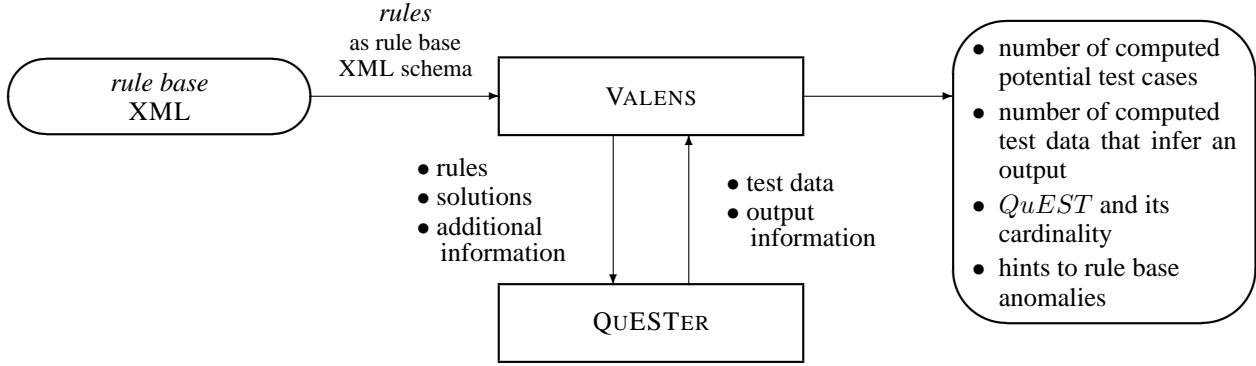 rule base
XML
rules
as rule base
XML schema
VALENS
• rules
• solutions
• additional
information
• test data
• output
information
QUESTER
• number of computed
potential test cases
• number of computed
test data that infer an
output
• QuEST and its
cardinality
• hints to rule base
anomalies